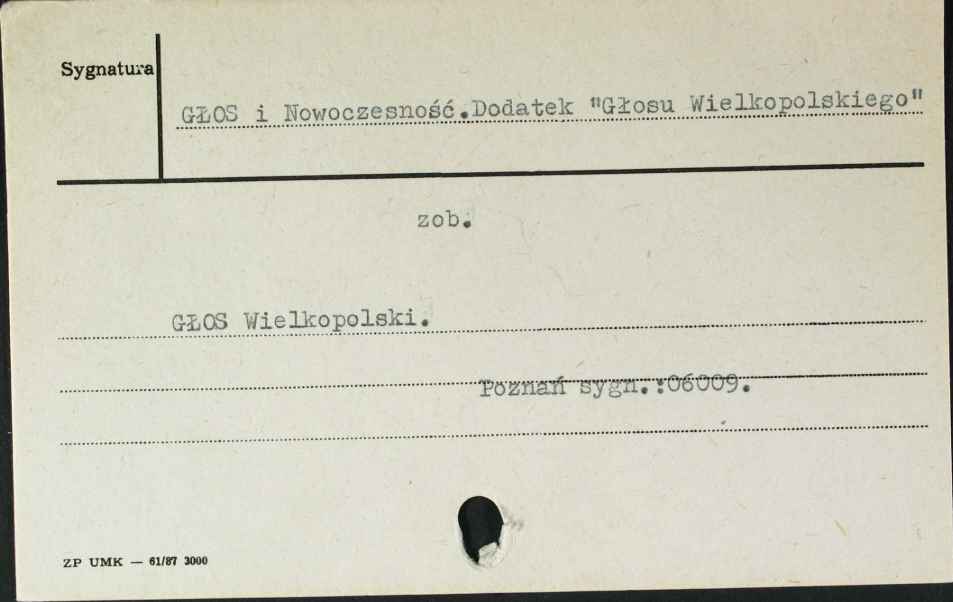 Sygnatura
GŁOS i Nowoczesność.Dodatek "Głosu Wielkopolskiego"
zob.
GŁOS Wielkopolski.
Poznań sygn.:06009.
ZP UMK — 61/87 3000